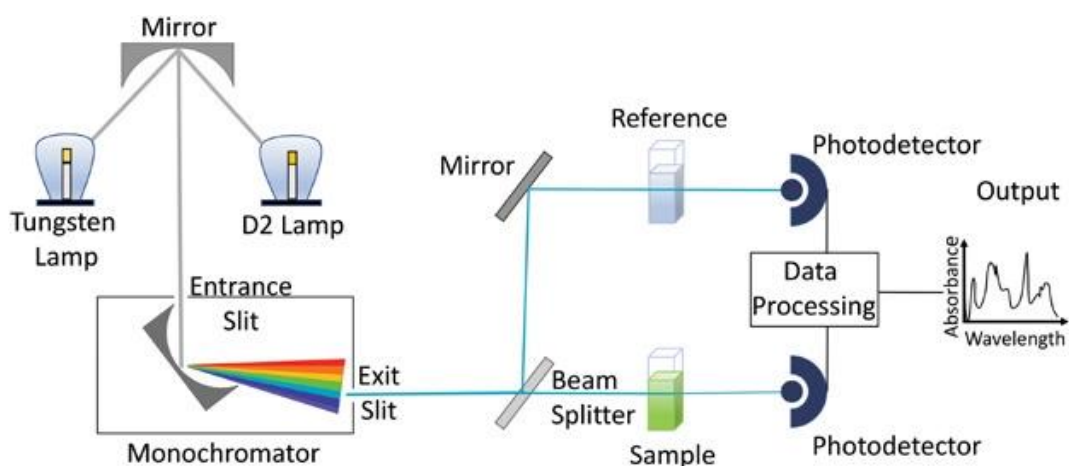 Mirror
Tungsten
Lamp
D2 Lamp
Entrance
Slit
Exit
Slit
Monochromator
Mirror
Reference
Photodetector
Beam
Splitter
Sample
Photodetector
Data
Processing
Output
Absorbance
Wavelength